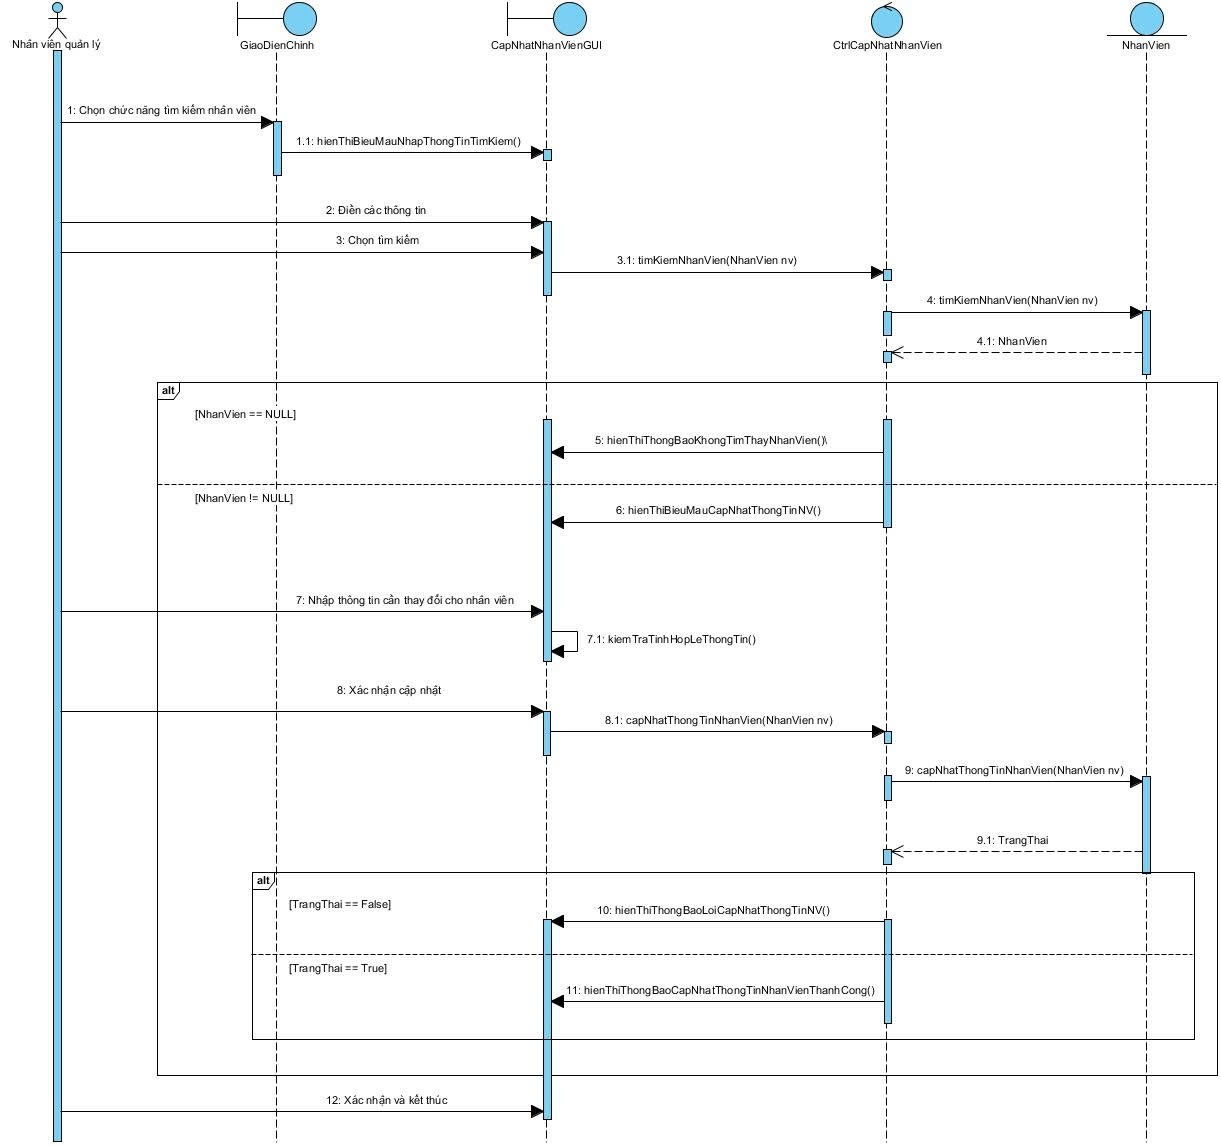 Nhân viên quản lý
GiaoDienChinh
CapNhatNhanVienGUI
CtrlCapNhatNhanVien
NhanVien
1: Chọn chức năng tìm kiếm nhân viên
1.1: hienThiBieuMauNhapThongTinTimKiem()
2: Điền các thông tin
3: Chọn tìm kiếm
3.1: timKiemNhanVien(NhanVien nv)
4: timKiemNhanVien(NhanVien nv)
4.1: NhanVien
alt
[NhanVien == NULL]
5: hienThiThongBaoKhongTimThayNhanVien()\
[NhanVien != NULL]
6: hienThiBieuMauCapNhatThongTinNV()
7: Nhập thông tin cần thay đổi cho nhân viên
7.1: kiemTraTinhHopLeThongTin()
8: Xác nhận cập nhật
8.1: capNhatThongTinNhanVien(NhanVien nv)
9: capNhatThongTinNhanVien(NhanVien nv)
9.1: TrangThai
alt
[TrangThai == False]
10: hienThiThongBaoLoiCapNhatThongTinNV()
[TrangThai == True]
11: hienThiThongBaoCapNhatThongTinNhanVienThanhCong()
12: Xác nhận và kết thúc